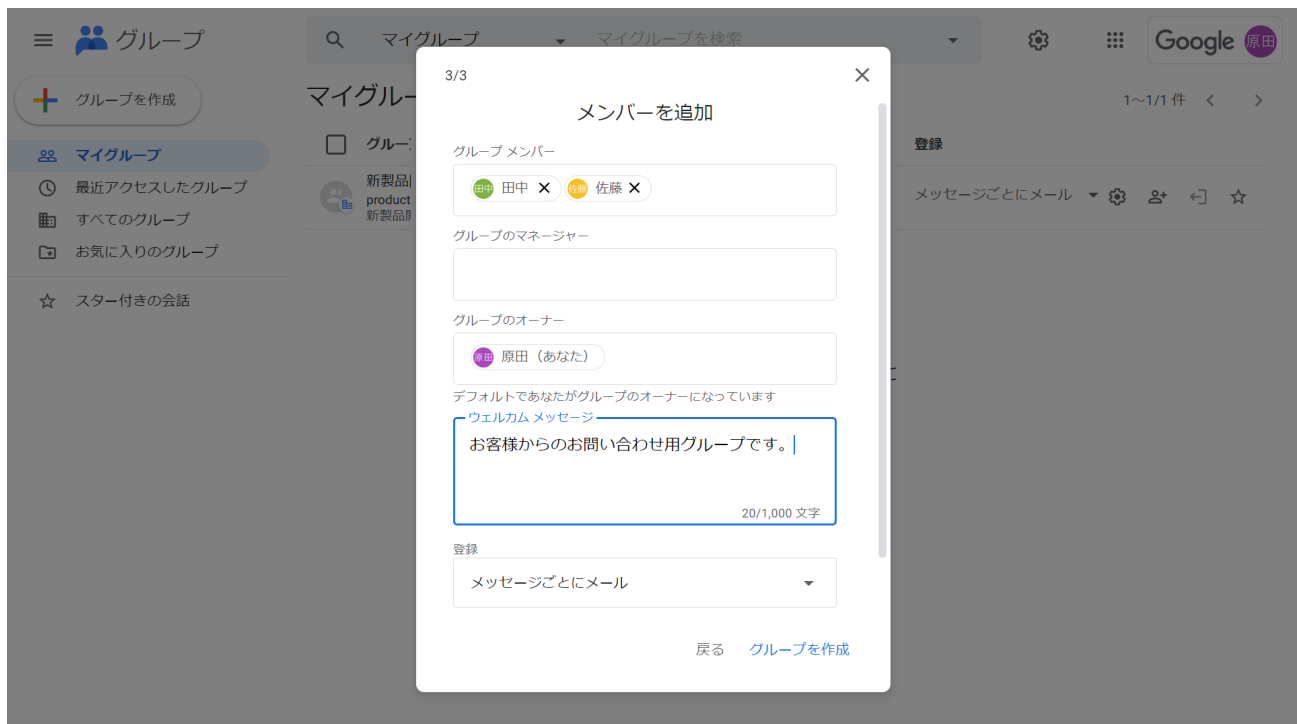 グループ
マイグループ
マイグループを検索
Google 原田
グループを作成
マイグループ
最近アクセスしたグループ
すべてのグループ
お気に入りのグループ
スター付きの会話
マイグルー
1～1/1 件
グルー
登録
新製品
product
新製品
メッセージごとにメール
3/3
メンバーを追加
グループ メンバー
田中 田中 佐藤 佐藤
グループのマネージャー
グループのオーナー
原田 原田（あなた）
デフォルトであなたがグループのオーナーになっています
ウェルカム メッセージ
お客様からのお問い合わせ用グループです。
20/1,000 文字
登録
メッセージごとにメール
戻る グループを作成